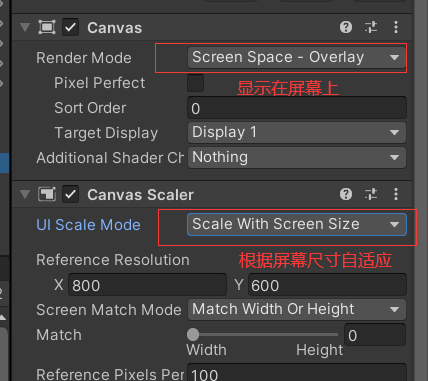 Canvas
Render Mode Screen Space - Overlay
Pixel Perfect 显示在屏幕上
Sort Order 0
Target Display Display 1
Additional Shader Ch Nothing
Canvas Scaler
UI Scale Mode Scale With Screen Size
Reference Resolution 根据屏幕尺寸自适应
X 800 Y 600
2
Screen Match Mode Match Width Or Height
Match 0
Width Height
Reference Pixels Per 100